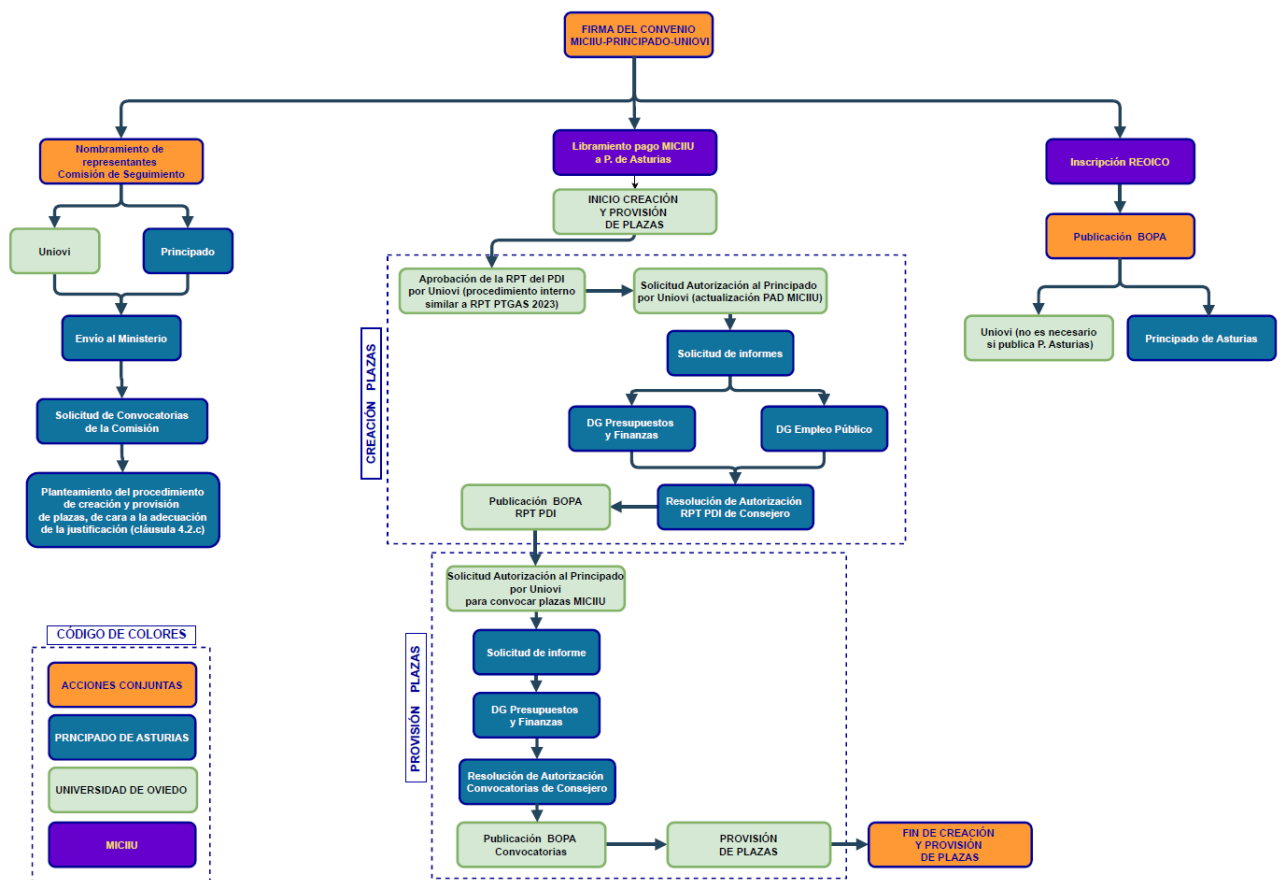 FIRMA DEL CONVENIO
MICIIU-PRINCIPADO-UNIOVI
Nombramiento de
representantes
Comisión de Seguimiento
Uniovi
Principado
Envío al Ministerio
Solicitud de Convocatorias
de la Comisión
Planteamiento del procedimiento
de creación y provisión
de plazas, de cara a la adecuación
de la justificación (cláusula 4.2.c)
Libramiento pago MICIIU
a P. de Asturias
INICIO CREACIÓN
Y PROVISIÓN
DE PLAZAS
CREACIÓN PLAZAS
Aprobación de la RPT del PDI
por Uniovi (procedimiento interno
similar a RPT PTGAS 2023)
Solicitud Autorización al Principado
por Uniovi (actualización PAD MICIIU)
Solicitud de informes
DG Presupuestos
y Finanzas
DG Empleo Público
Resolución de Autorización
RPT PDI de Consejero
Publicación BOPA
RPT PDI
PROVISIÓN PLAZAS
Solicitud Autorización al Principado
por Uniovi
para convocar plazas MICIIU
Solicitud de informe
DG Presupuestos
y Finanzas
Resolución de Autorización
Convocatorias de Consejero
Publicación BOPA
Convocatorias
PROVISIÓN
DE PLAZAS
FIN DE CREACIÓN
Y PROVISIÓN
DE PLAZAS
Inscripción REOICO
Publicación BOPA
Uniovi (no es necesario
si publica P. Asturias)
Principado de Asturias
CÓDIGO DE COLORES
ACCIONES CONJUNTAS
PRNCIPADO DE ASTURIAS
UNIVERSIDAD DE OVIEDO
MICIIU